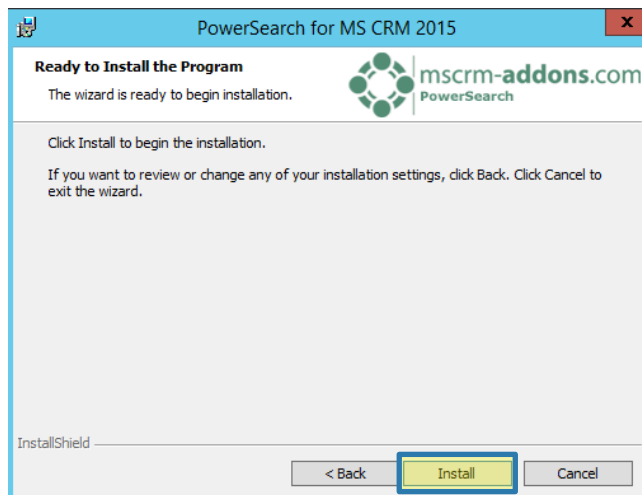 PowerSearch for MS CRM 2015
x
Ready to Install the Program
The wizard is ready to begin installation.
mscrm-addons.com
PowerSearch
Click Install to begin the installation.
If you want to review or change any of your installation settings, click Back. Click Cancel to
exit the wizard.
InstallShield
< Back
Install
Cancel